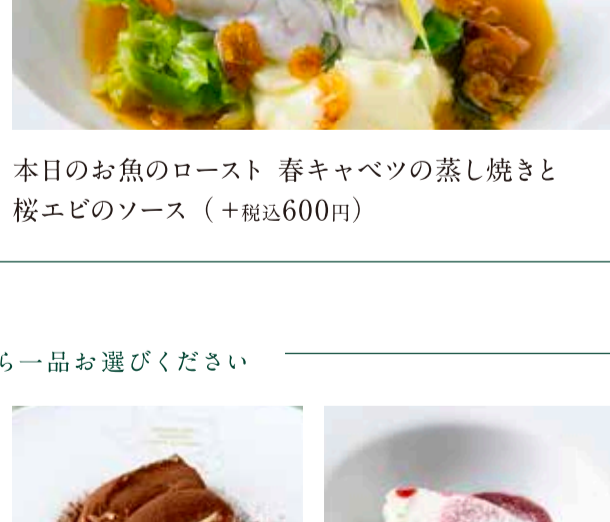 本日のお魚のロースト 春キャベツの蒸し焼きと
桜エビのソース（＋税込600円）
ら一品お選びください